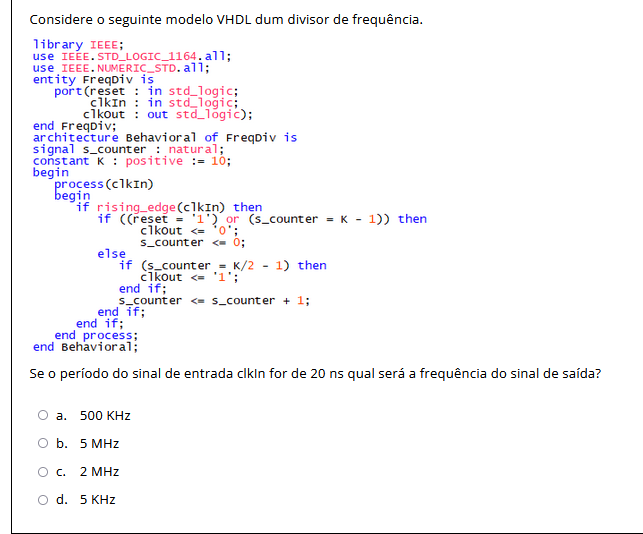 Considere o seguinte modelo VHDL dum divisor de frequência.
library IEEE;
use IEEE.STD_LOGIC_1164.all;
use IEEE.NUMERIC_STD.all;
entity FreqDiv is
port(reset : in std_logic;
clkIn : in std_logic;
clkOut : out std_logic);
end FreqDiv;
architecture Behavioral of FreqDiv is
signal s_counter : natural;
constant K : positive := 10;
begin
process(clkIn)
begin
if rising_edge(clkIn) then
if ((reset = '1') or (s_counter = K - 1)) then
clkOut <= '0';
s_counter <= 0;
else
if (s_counter = K/2 - 1) then
clkOut <= '1';
end if;
s_counter <= s_counter + 1;
end if;
end if;
end process;
end Behavioral;
Se o período do sinal de entrada clkIn for de 20 ns qual será a frequência do sinal de saída?
a. 500 KHz
b. 5 MHz
c. 2 MHz
d. 5 KHz